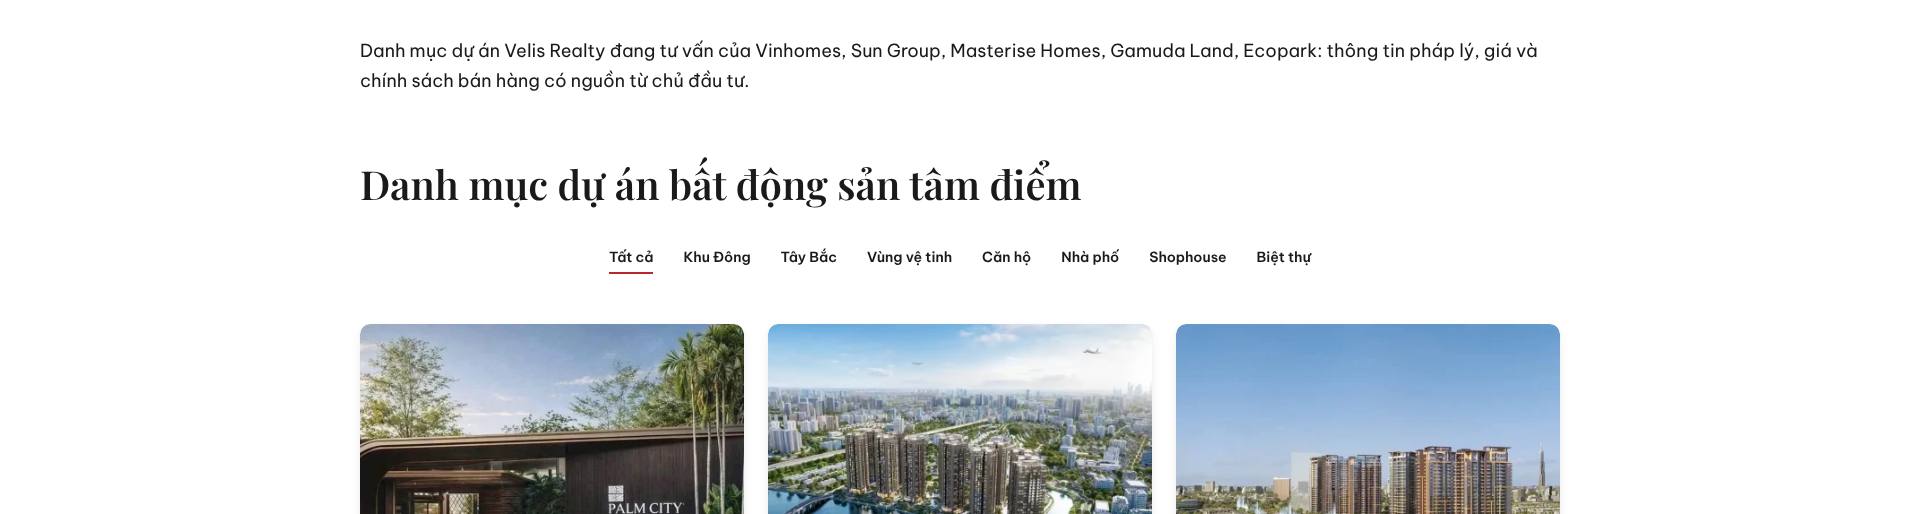 Danh mục dự án Velis Realty đang tư vấn của Vinhomes, Sun Group, Masterise Homes, Gamuda Land, Ecopark: thông tin pháp lý, giá và
chính sách bán hàng có nguồn từ chủ đầu tư.
Danh mục dự án bất động sản tâm điểm
Tất cả
Khu Đông
Tây Bắc
Vùng vệ tinh
Căn hộ
Nhà phố
Shophouse
Biệt thự
PALM CITY